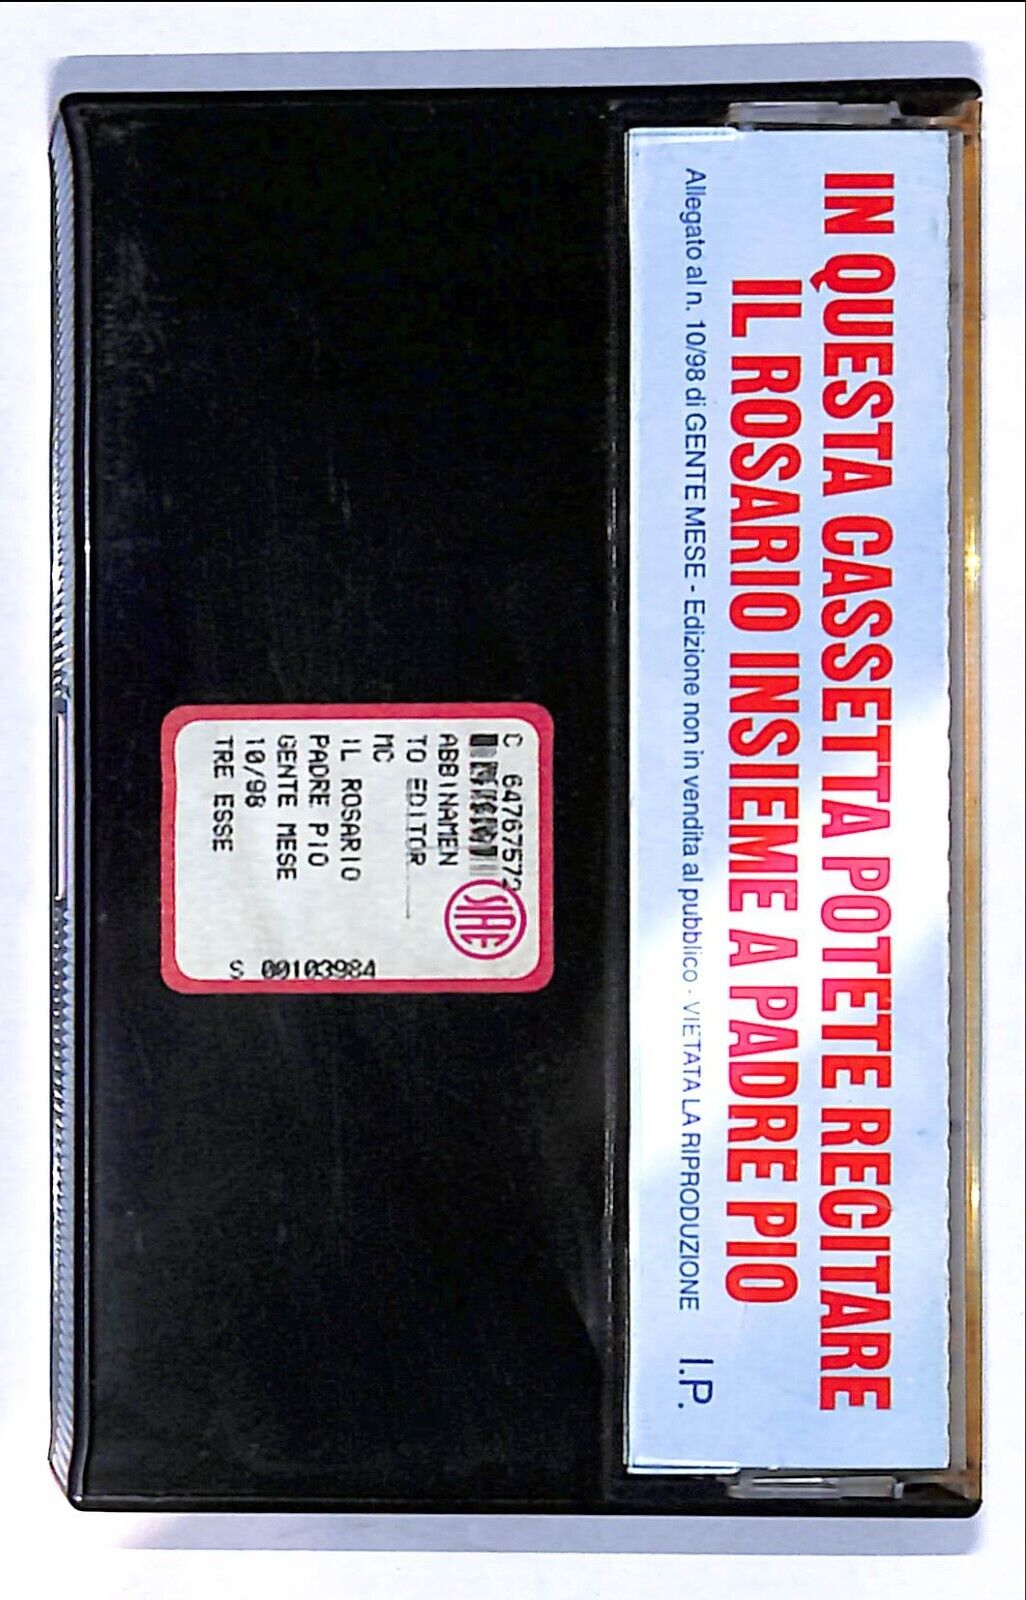 IN QUESTA CASSETTA POTETE RECITARE
IL ROSARIO INSIEME A PADRE PIO
Allegato al n. 10/98 di GENTE MESE - Edizione non in vendita al pubblico - VIETATA LA RIPRODUZIONE I.P.
C 6476757
ABBINAMEN
TO EDITOR
MC
IL ROSARIO
PADRE PIO
GENTE MESE
10/98
TRE ESSE
SIAE
S 00103984